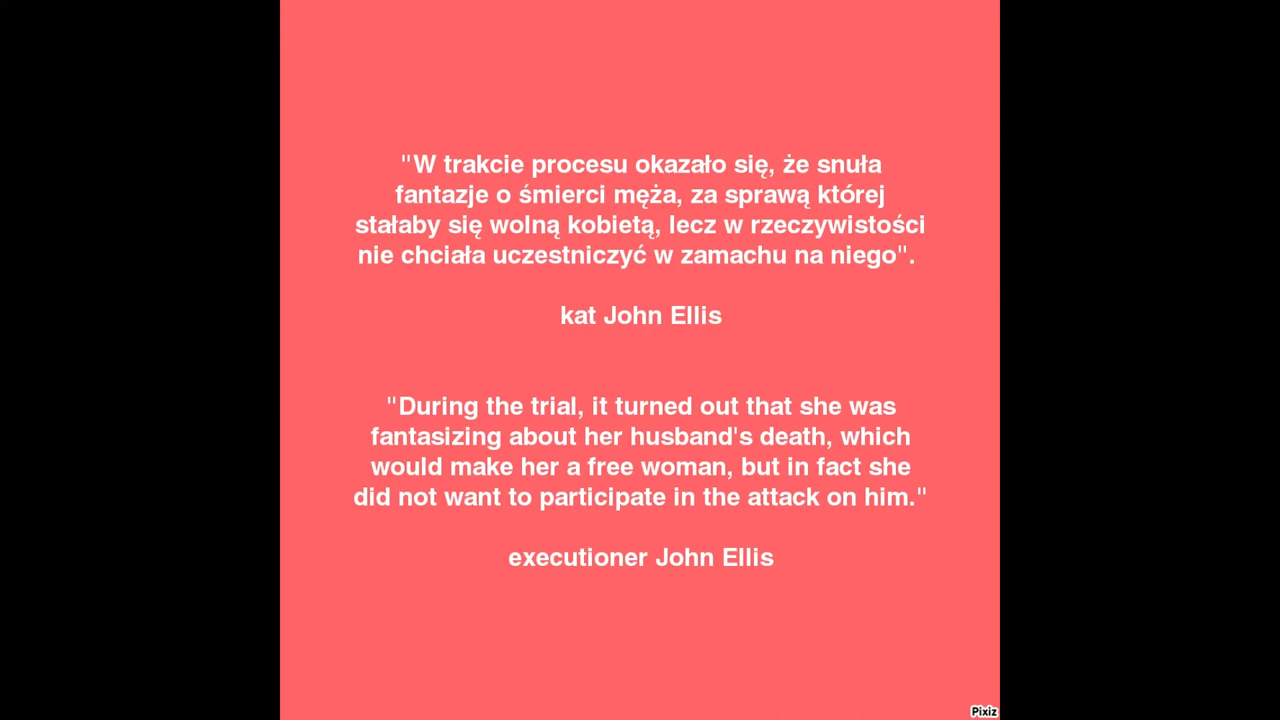 "W trakcie procesu okazało się, że snuła
fantazje o śmierci męża, za sprawą której
stałaby się wolną kobietą, lecz w rzeczywistości
nie chciała uczestniczyć w zamachu na niego".
kat John Ellis
"During the trial, it turned out that she was
fantasizing about her husband's death, which
would make her a free woman, but in fact she
did not want to participate in the attack on him."
executioner John Ellis
Pixiz